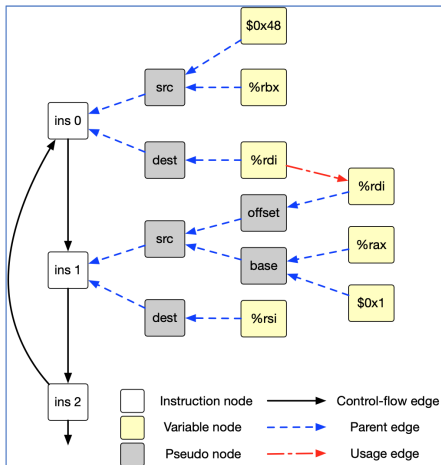 $0x48
src
%rbx
ins 0
dest
%rdi
%rdi
offset
src
%rax
ins 1
base
dest
%rsi
$0x1
ins 2
Instruction node
Control-flow edge
Variable node
Parent edge
Pseudo node
Usage edge